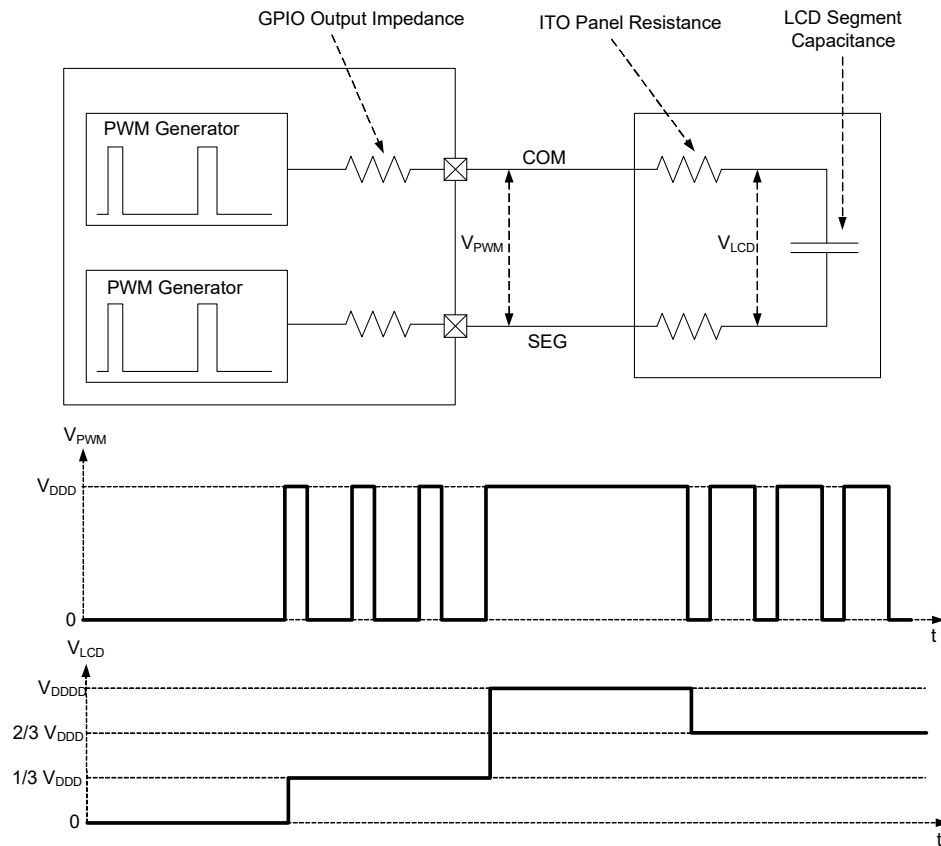 GPIO Output Impedance
ITO Panel Resistance
LCD Segment
Capacitance
PWM Generator
COM
VPWM
VLCD
PWM Generator
SEG
VPWM
VDDD
0
t
VLCD
VDDDD
2/3 VDDD
1/3 VDDD
0
t